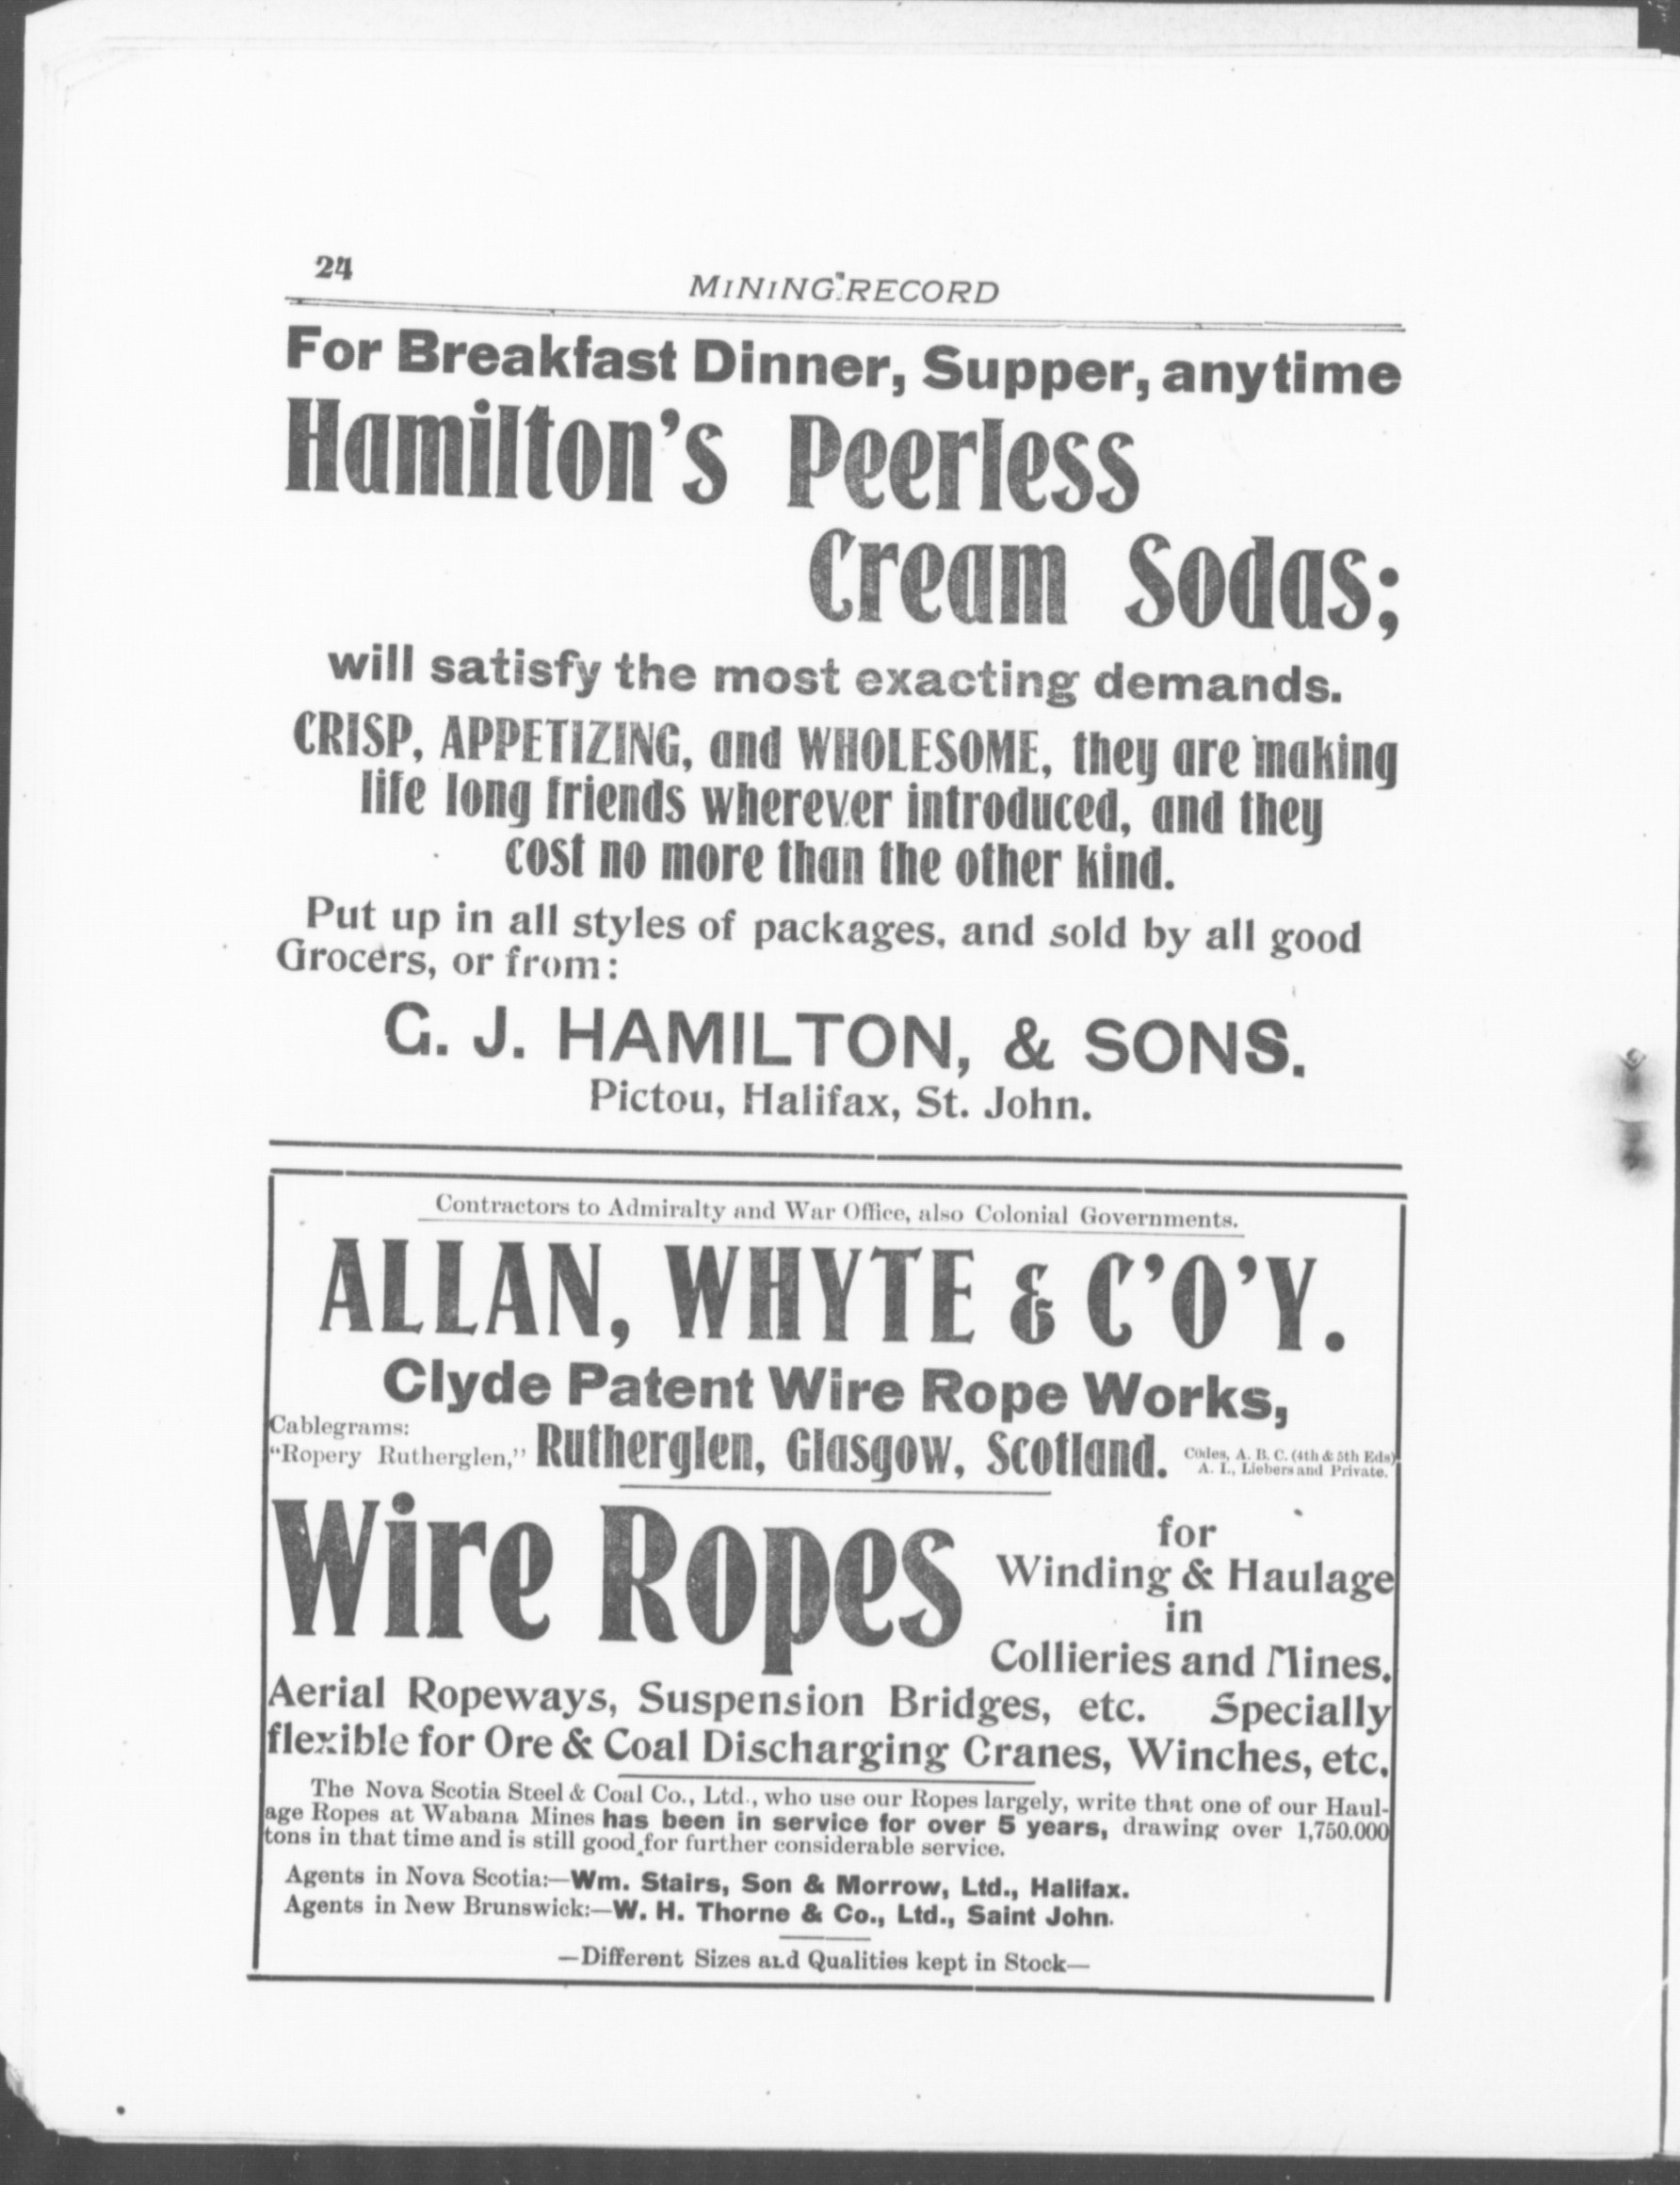 24
MINING RECORD
For Breakfast Dinner, Supper, anytime
Hamilton's Peerless
Cream Sodas;
will satisfy the most exacting demands.
CRISP, APPETIZING, and WHOLESOME, they are making
life long friends wherever introduced, and they
cost no more than the other kind.
Put up in all styles of packages, and sold by all good
Grocers, or from:
G. J. HAMILTON, & SONS.
Pictou, Halifax, St. John.
Contractors to Admiralty and War Office, also Colonial Governments.
ALLAN, WHYTE & C'O'Y.
Clyde Patent Wire Rope Works,
Cablegrams:
"Ropery Rutherglen," Rutherglen, Glasgow, Scotland. Codes, A. B. C. (4th & 5th Eds)
A. I., Liebers and Private.
Wire Ropes
for
Winding & Haulage
in
Collieries and Mines.
Aerial Ropeways, Suspension Bridges, etc. Specially
flexible for Ore & Coal Discharging Cranes, Winches, etc.
The Nova Scotia Steel & Coal Co., Ltd., who use our Ropes largely, write that one of our Haul-
age Ropes at Wabana Mines has been in service for over 5 years, drawing over 1,750.000
tons in that time and is still good for further considerable service.
Agents in Nova Scotia:—Wm. Stairs, Son & Morrow, Ltd., Halifax.
Agents in New Brunswick:—W. H. Thorne & Co., Ltd., Saint John.
—Different Sizes and Qualities kept in Stock—